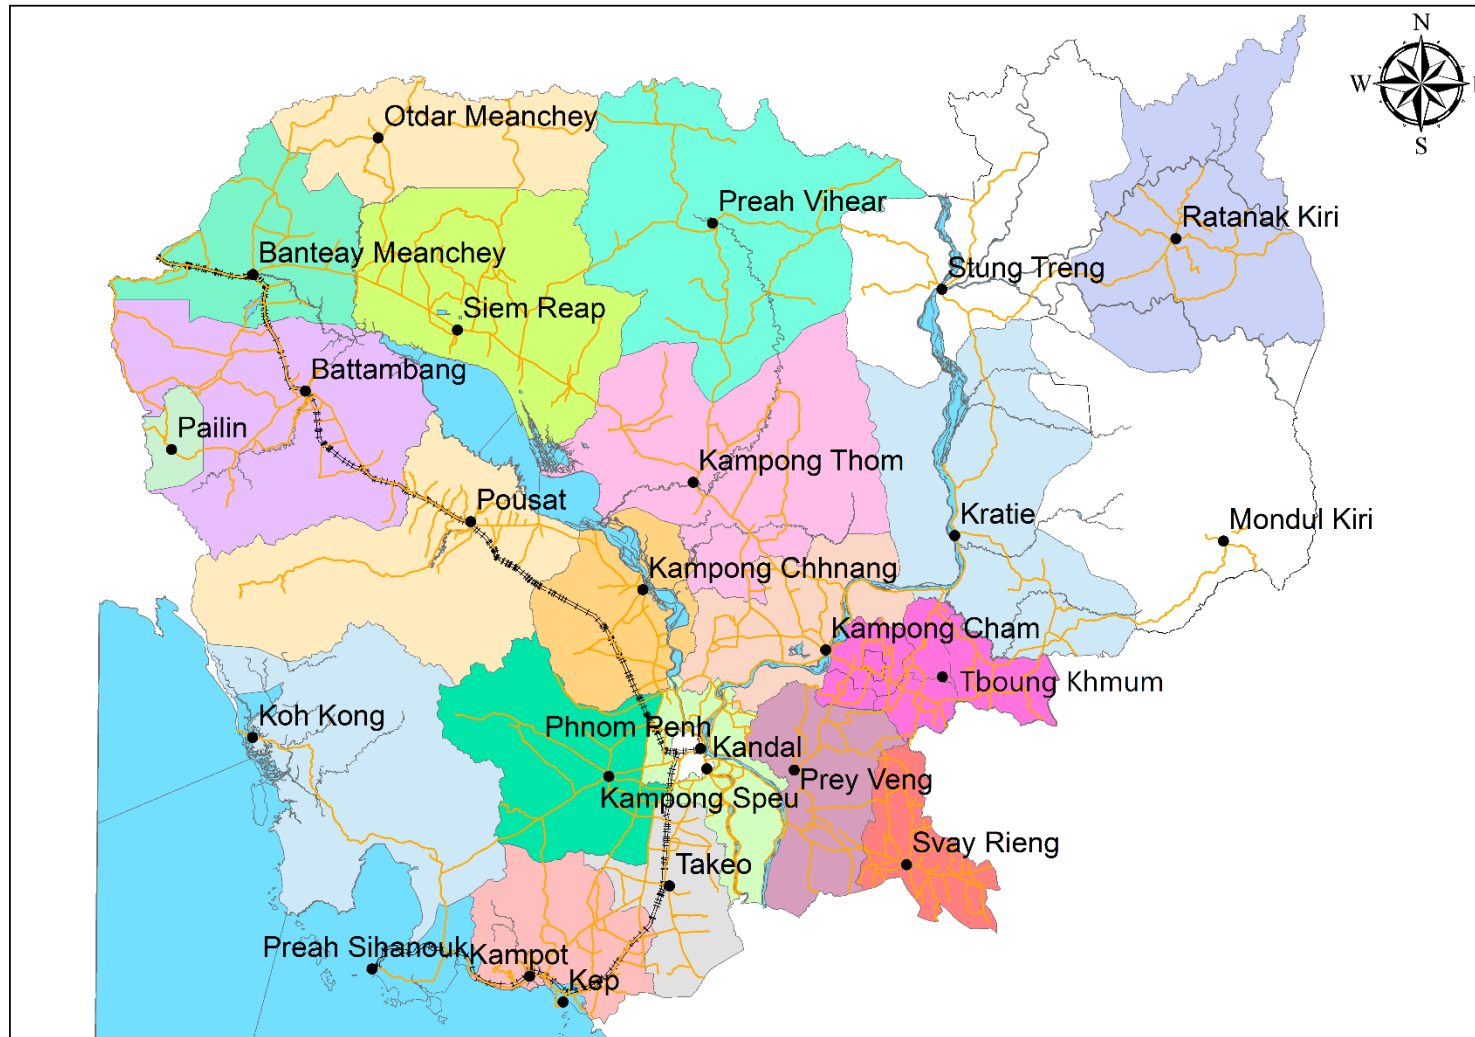 N
W
S
Otdar Meanchey
Preah Vihear
Ratanak Kiri
Banteay Meanchey
Stung Treng
Siem Reap
Battambang
Pailin
Kampong Thom
Pousat
Kratie
Mondul Kiri
Kampong Chhnang
Kampong Cham
Tboung Khmum
Koh Kong
Phnom Penh
Kandal
Prey Veng
Kampong Speu
Svay Rieng
Takeo
Preah Sihanouk
Kampot
Kep